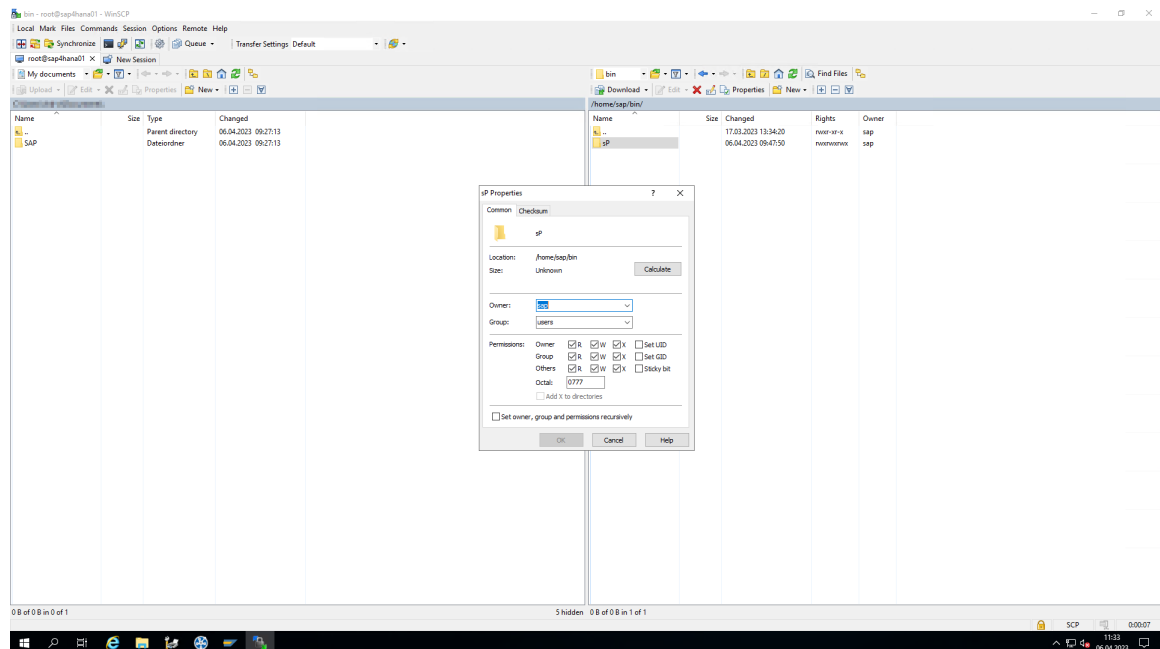 bin - root@sap4hana01 - WinSCP
Local Mark Files Commands Session Options Remote Help
Synchronize Queue Transfer Settings Default
root@sap4hana01 X New Session
My documents
bin Find Files
Upload Edit Properties New
Download Edit Properties New
/home/sap/bin/
Name Size Type Changed
Name Size Changed Rights Owner
.. Parent directory 06.04.2023 09:27:13
.. 17.03.2023 13:34:20 rwxr-xr-x sap
SAP Dateiordner 06.04.2023 09:27:13
sP 06.04.2023 09:47:50 rwxrwxrwx sap
sP Properties ? X
Common Checksum
sP
Location: /home/sap/bin
Size: Unknown Calculate
Owner: sap
Group: users
Permissions: Owner R W X Set UID
Group R W X Set GID
Others R W X Sticky bit
Octal: 0777
Add X to directories
Set owner, group and permissions recursively
OK Cancel Help
0 B of 0 B in 0 of 1 5 hidden
0 B of 0 B in 1 of 1
SCP 0:00:07
11:33
06.04.2023